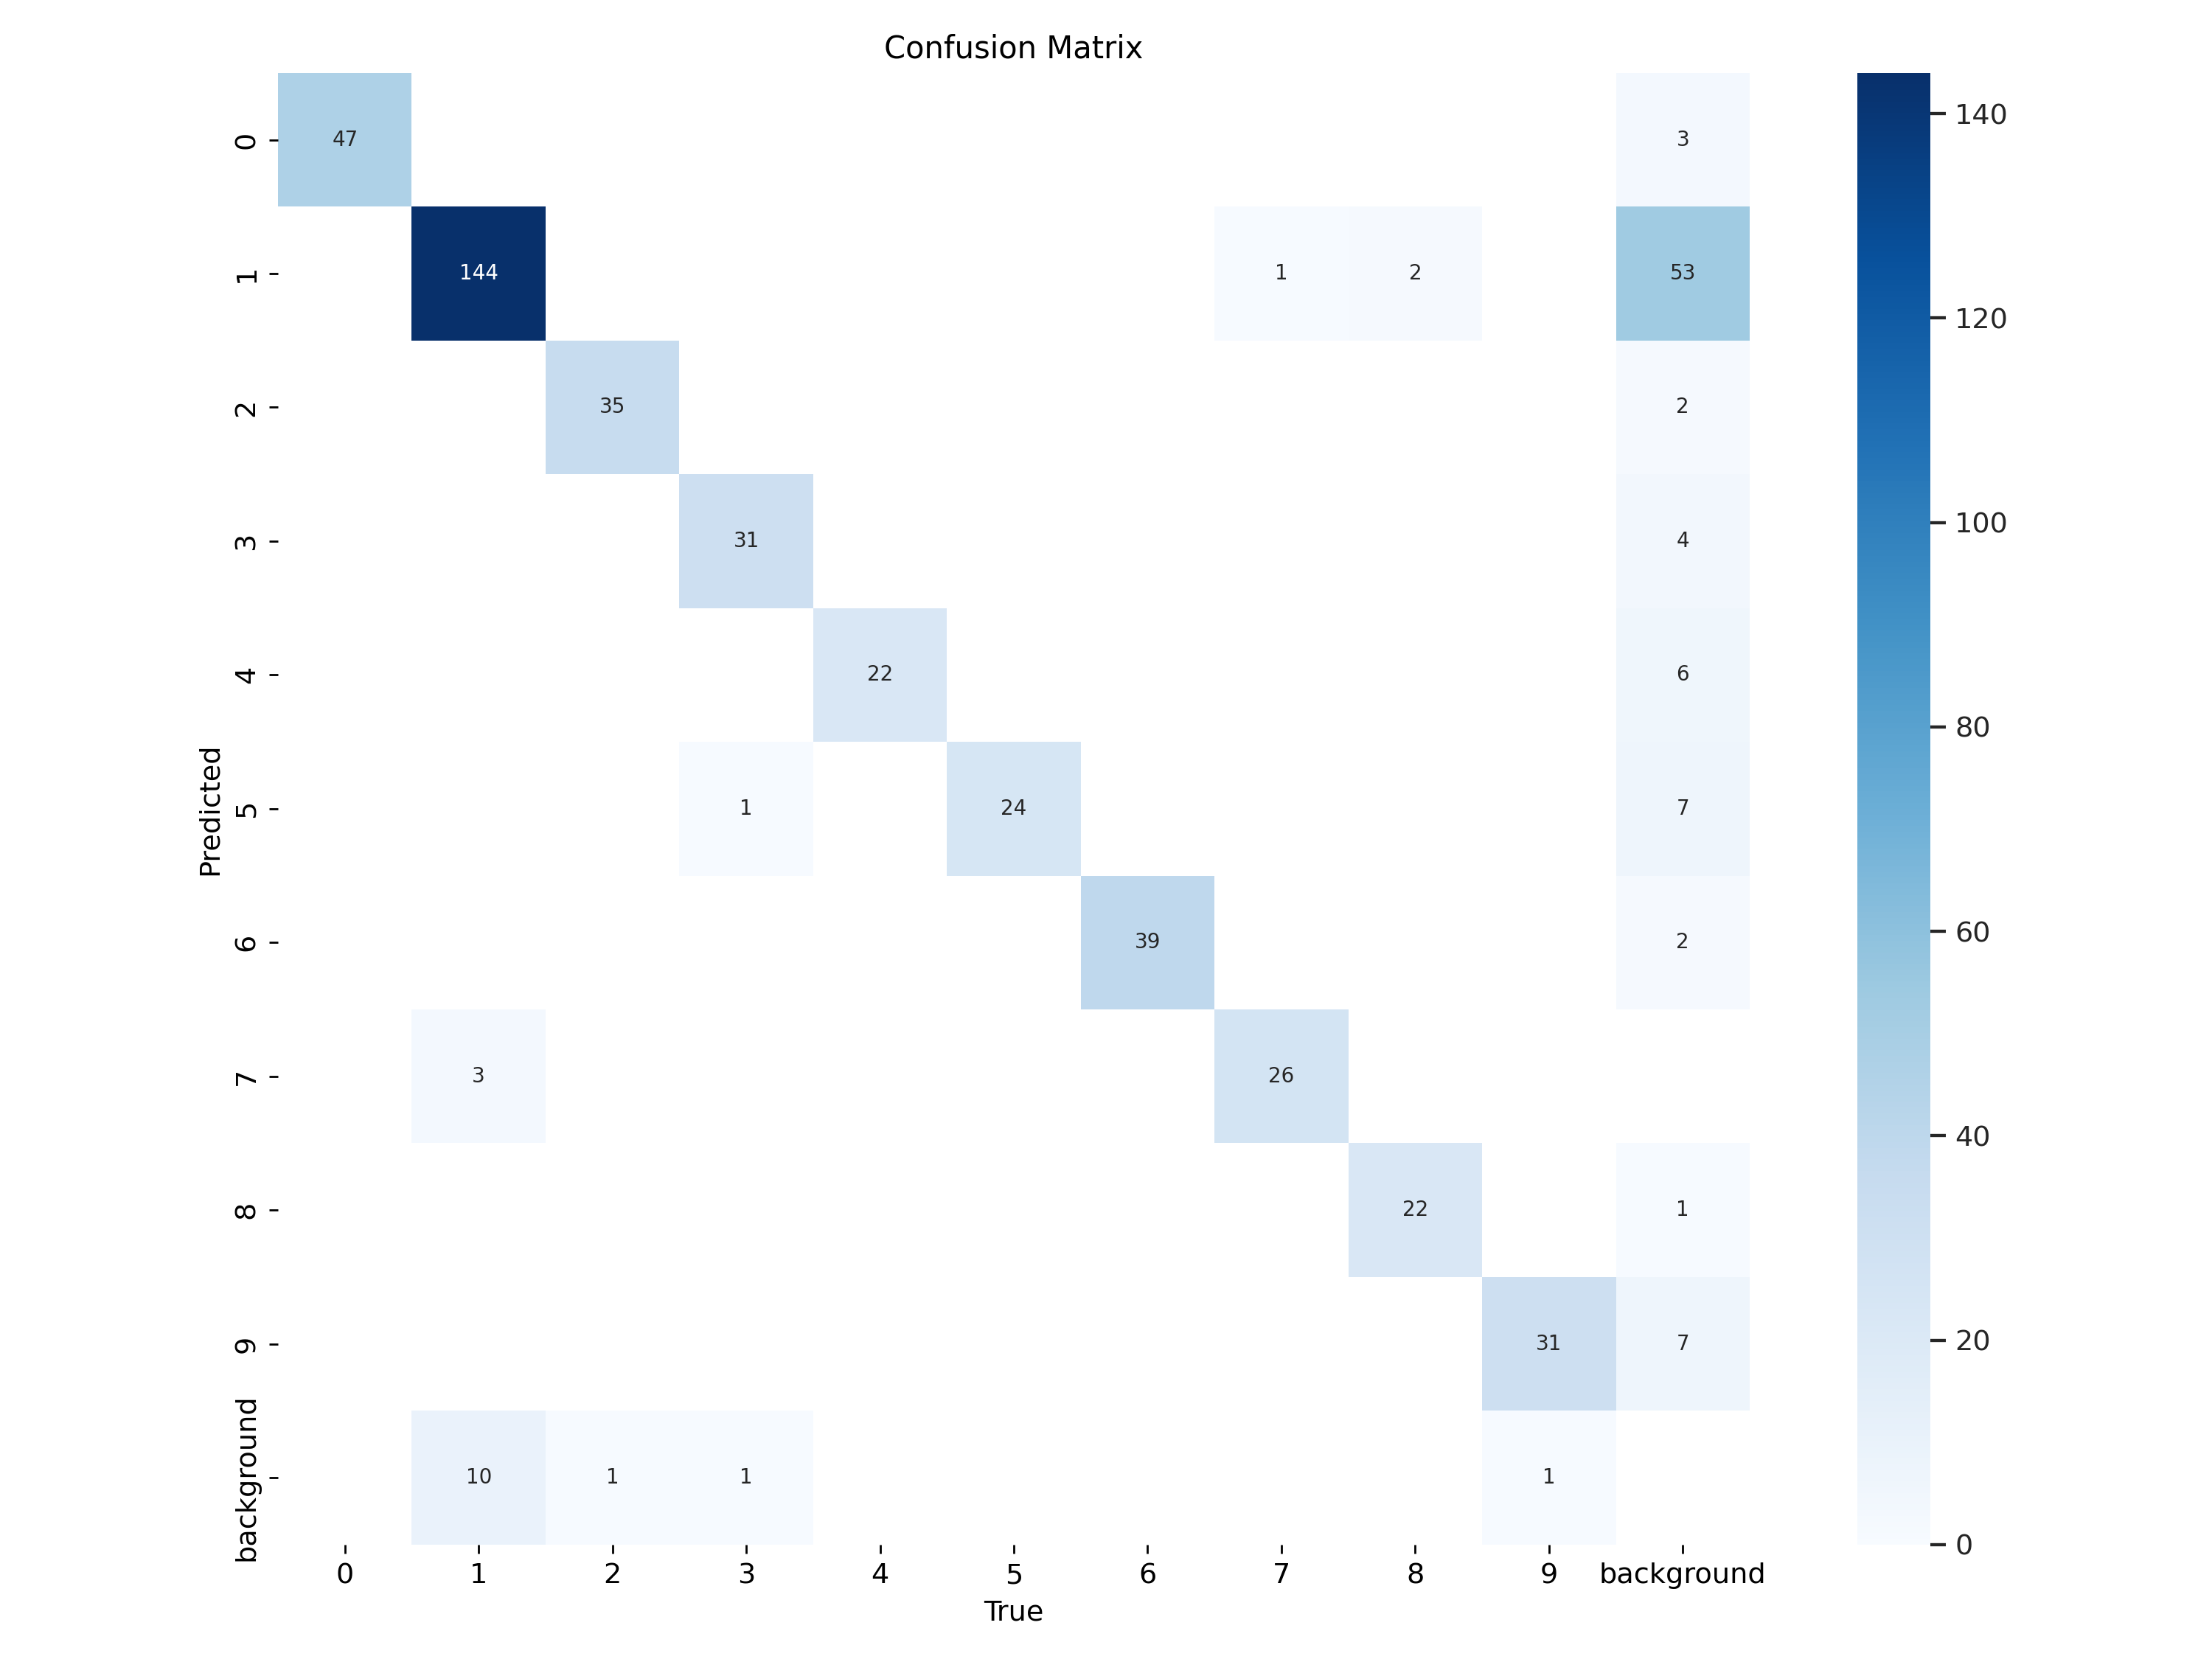 Confusion Matrix
0 47 3 140
1 144 1 2 53 120
2 35 2
3 31 4 100
4 22 6
80
Predicted
5 1 24 7
6 39 2 60
7 3 26
8 22 1 40
9 31 7 20
background 10 1 1 1
0
0 1 2 3 4 5 6 7 8 9 background
True